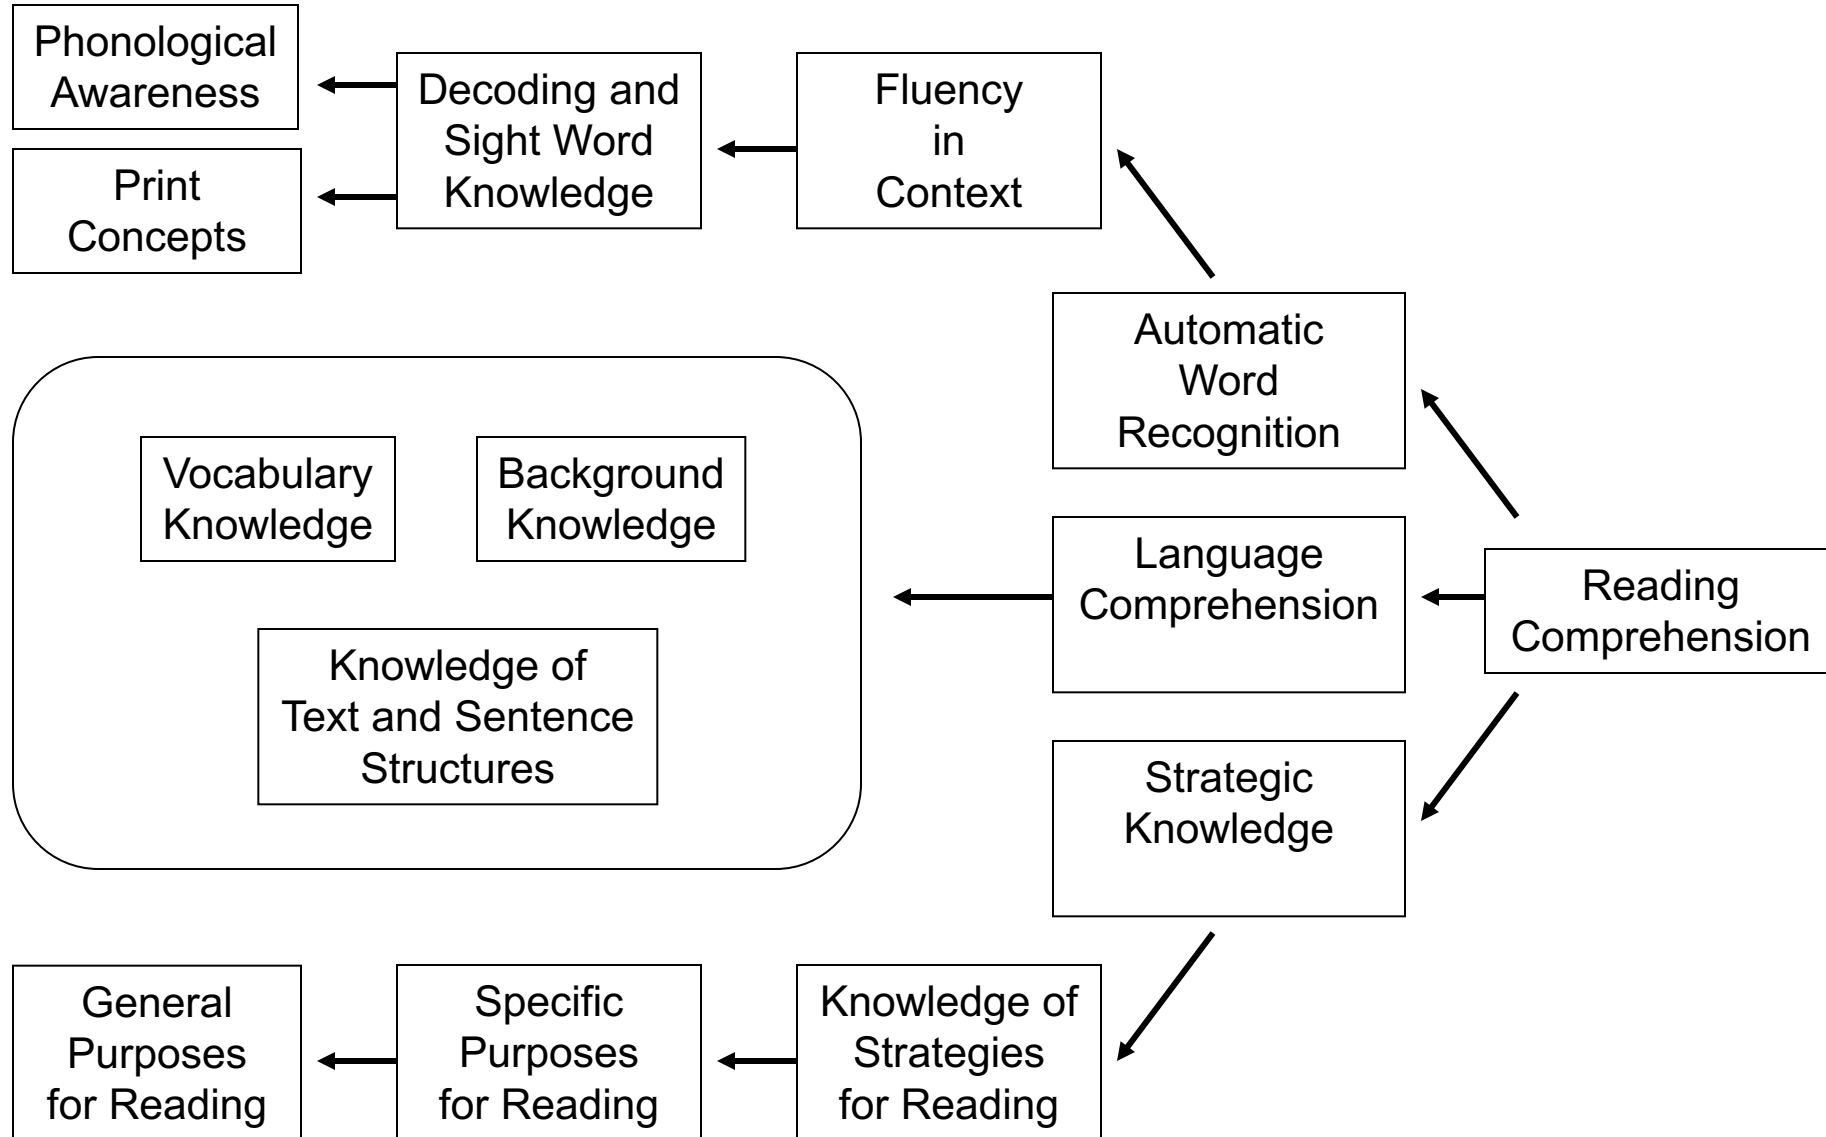 Phonological
Awareness
Print
Concepts
Decoding and
Sight Word
Knowledge
Fluency
in
Context
Automatic
Word
Recognition
Vocabulary
Knowledge
Background
Knowledge
Knowledge of
Text and Sentence
Structures
Language
Comprehension
Reading
Comprehension
Strategic
Knowledge
General
Purposes
for Reading
Specific
Purposes
for Reading
Knowledge of
Strategies
for Reading